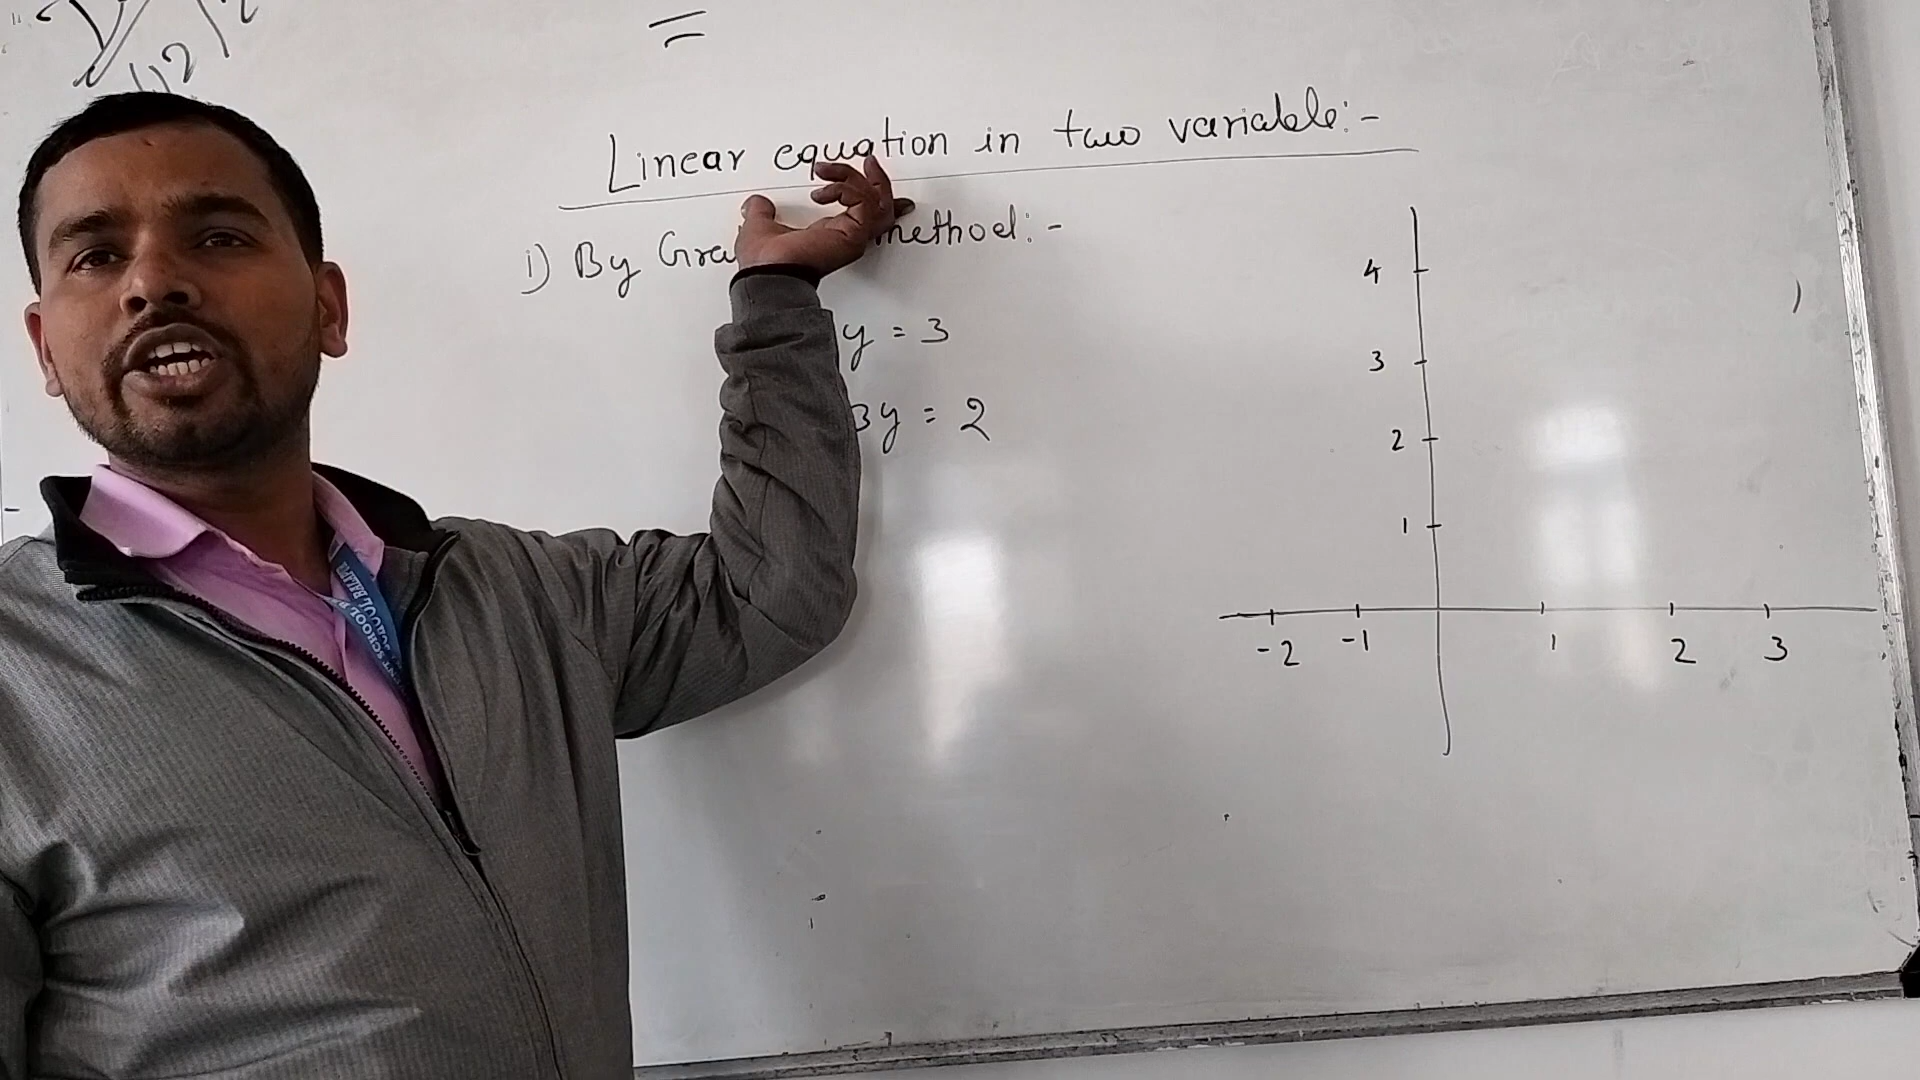 =
Linear equation in two variable:-
i) By Gra method:-
y = 3
3y = 2
4
3
2
1
-2 -1 1 2 3